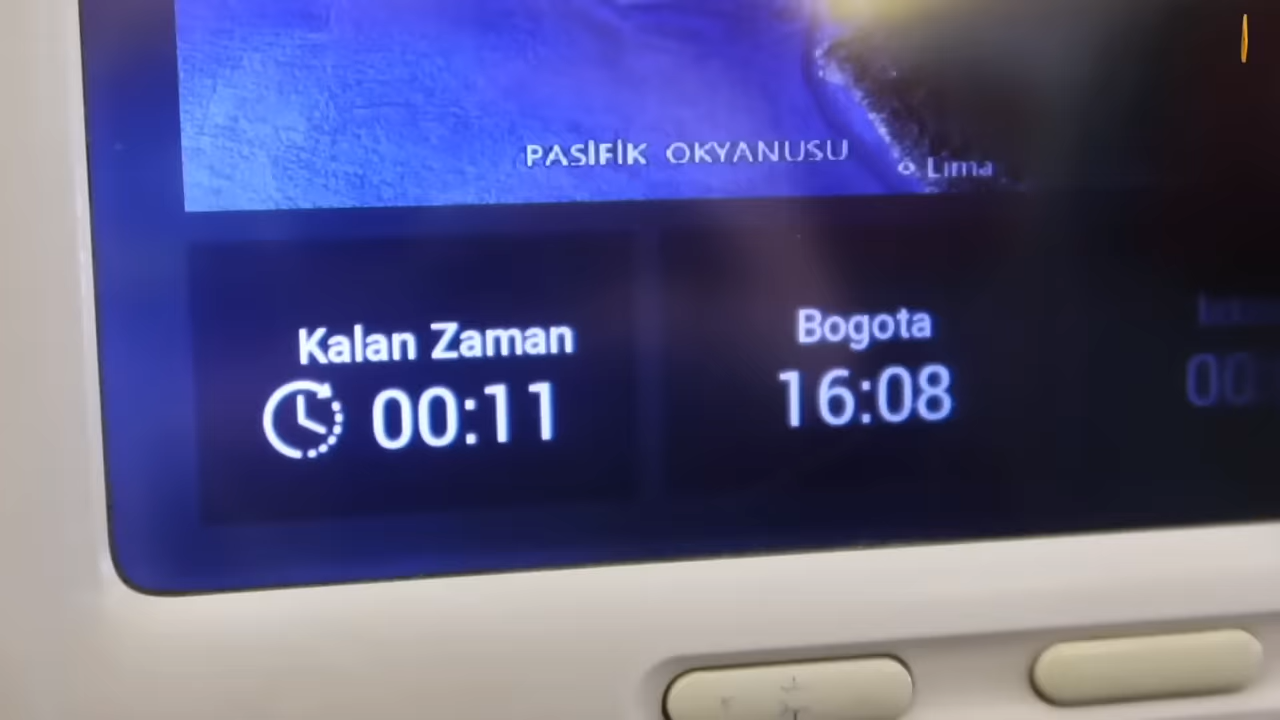 PASİFİK OKYANUSU
Lima
Kalan Zaman
00:11
Bogota
16:08